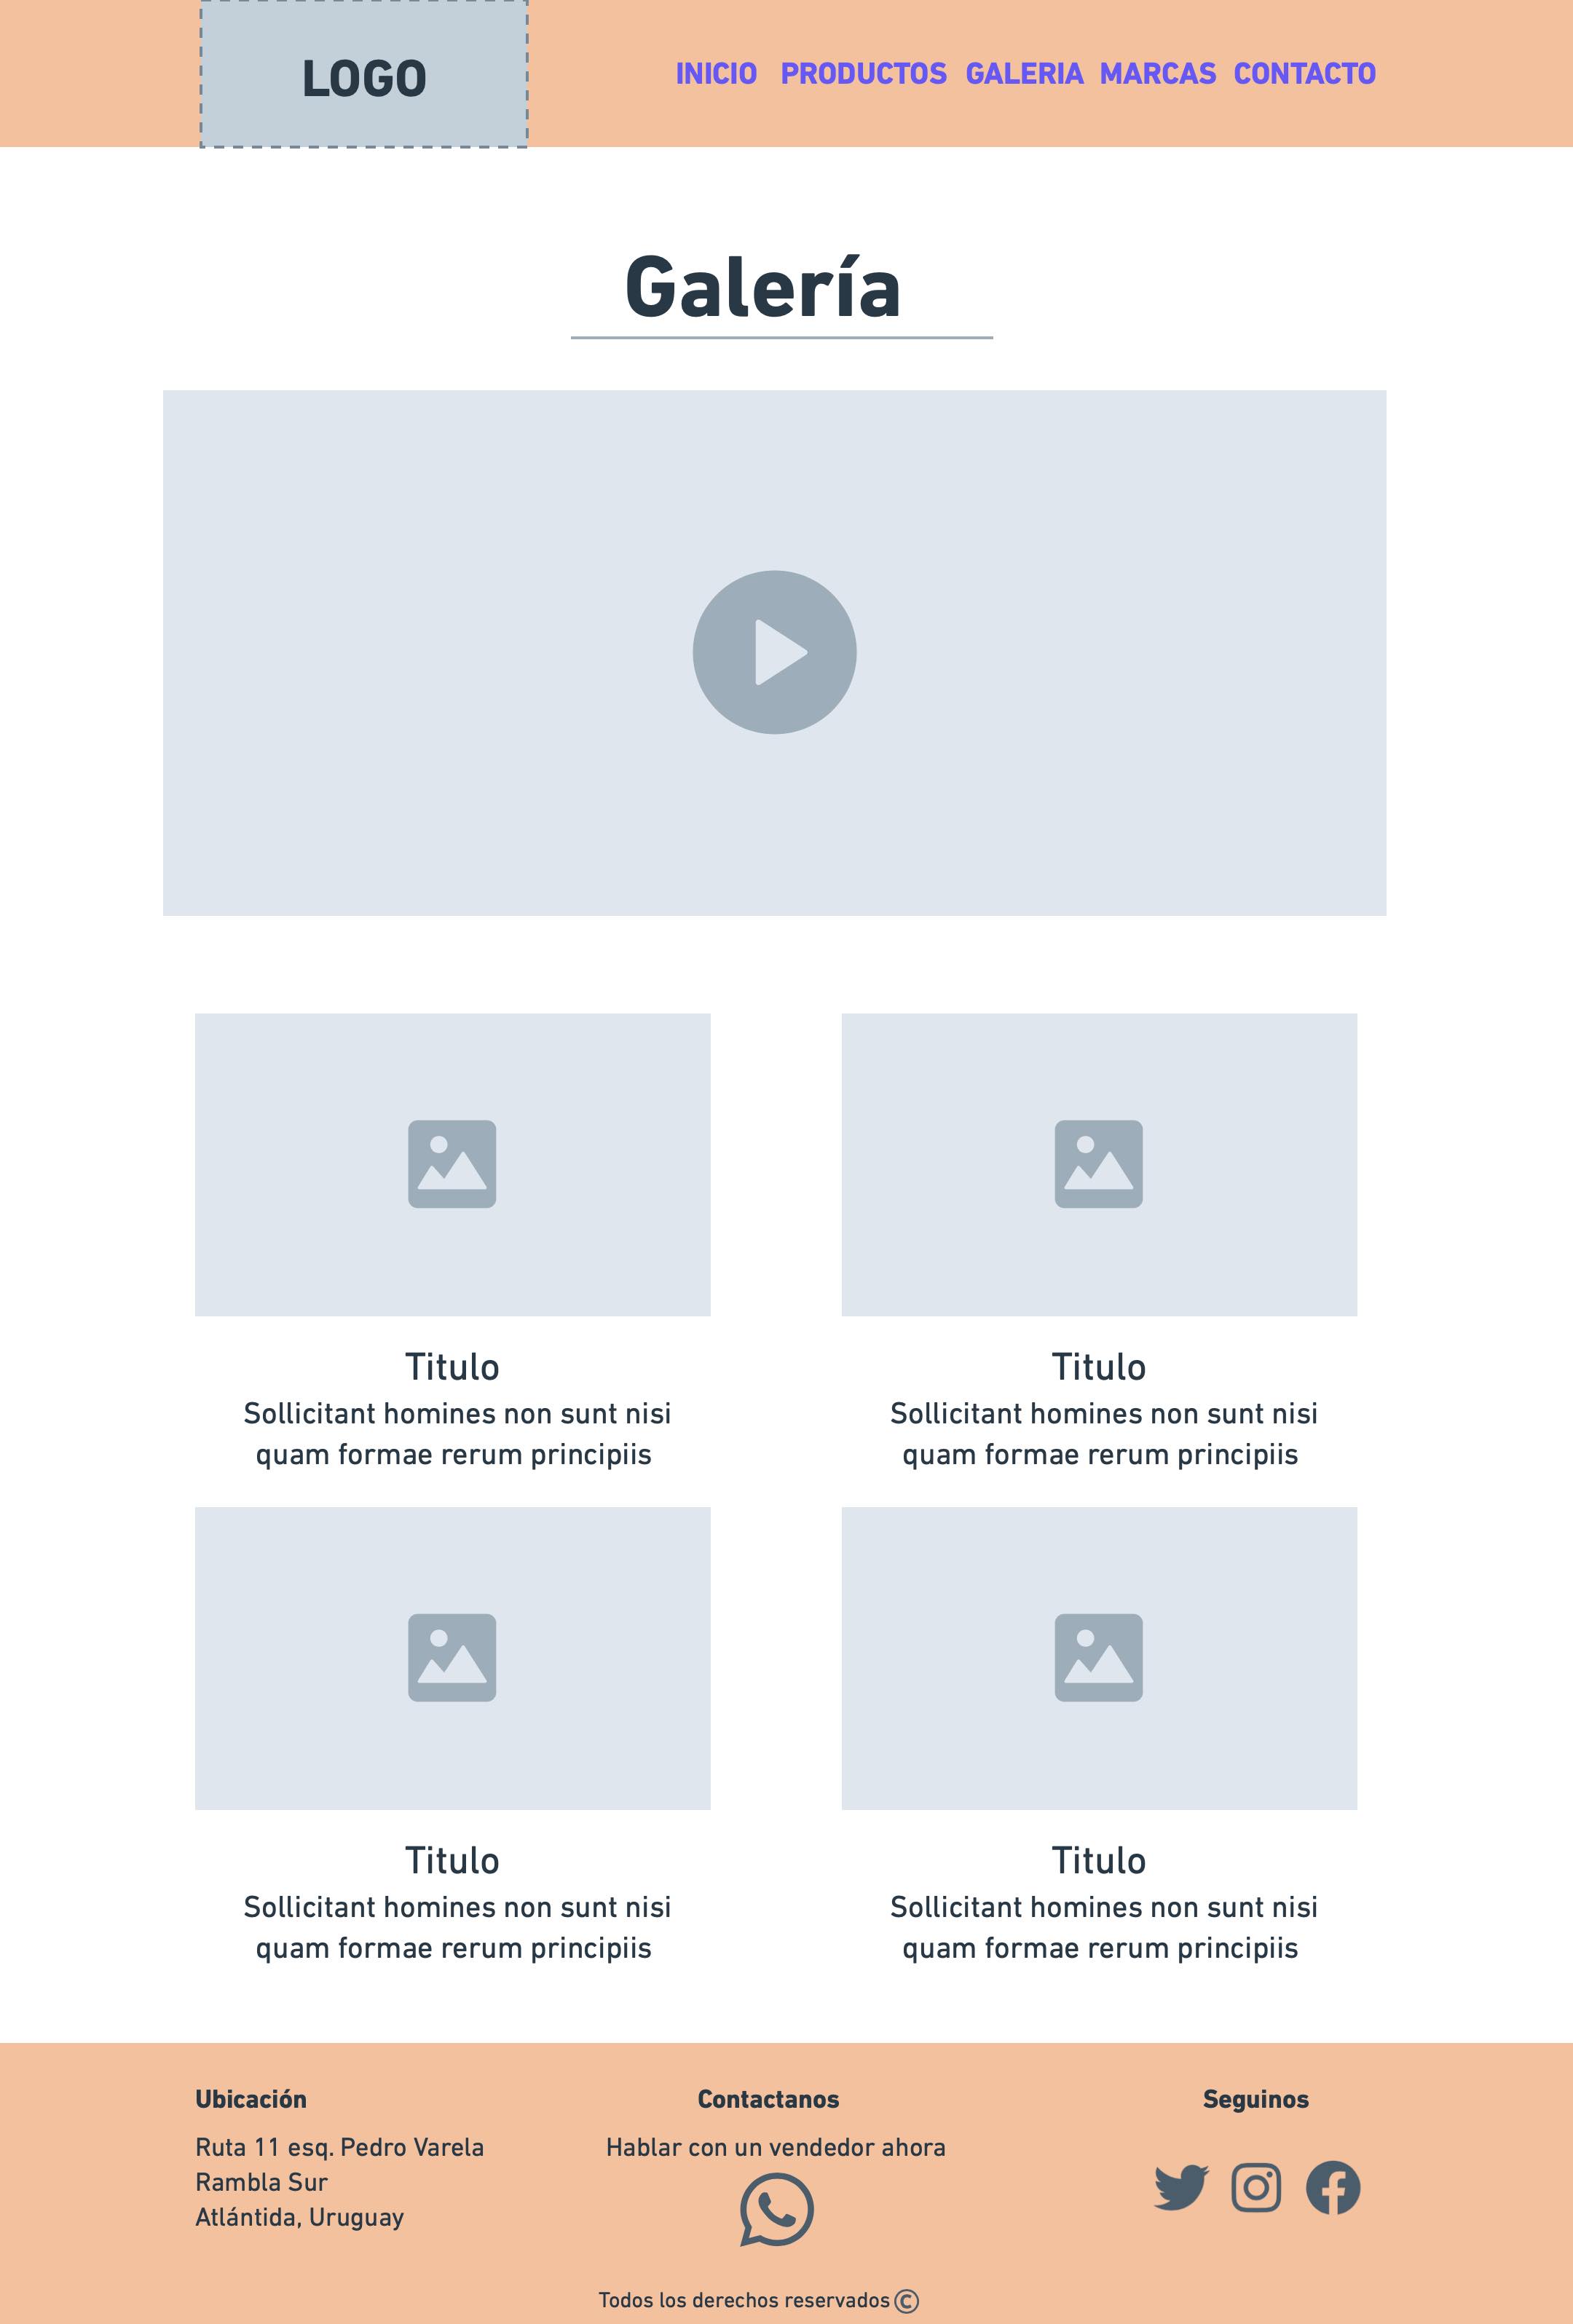 LOGO
INICIO PRODUCTOS GALERIA MARCAS CONTACTO
Galería
Titulo
Sollicitant homines non sunt nisi
quam formae rerum principiis
Titulo
Sollicitant homines non sunt nisi
quam formae rerum principiis
Titulo
Sollicitant homines non sunt nisi
quam formae rerum principiis
Titulo
Sollicitant homines non sunt nisi
quam formae rerum principiis
Ubicación
Ruta 11 esq. Pedro Varela
Rambla Sur
Atlántida, Uruguay
Contactanos
Hablar con un vendedor ahora
Seguinos
Todos los derechos reservados ©